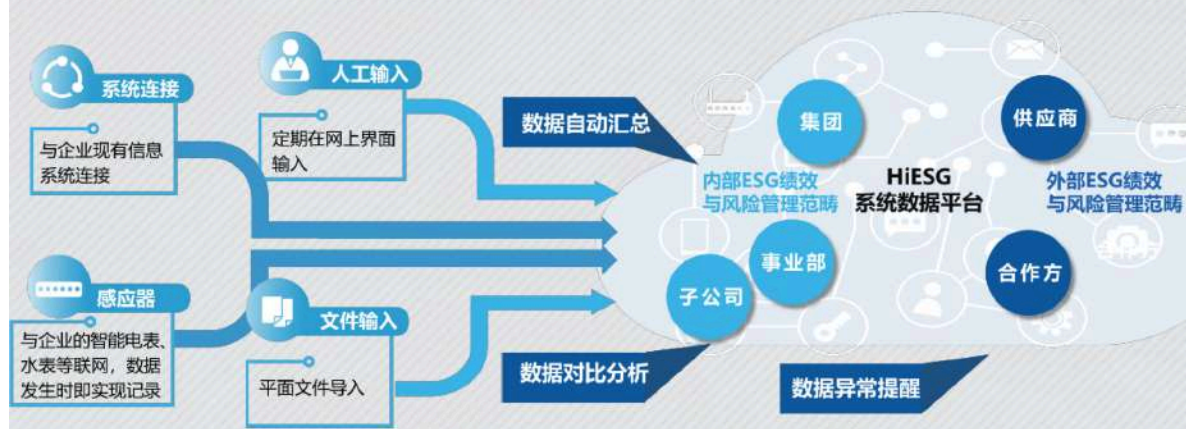 系统连接
与企业现有信息
系统连接
人工输入
定期在网上界面
输入
感应器
与企业的智能电表、
水表等联网，数据
发生时即实现记录
文件输入
平面文件导入
数据自动汇总
集团
供应商
内部ESG绩效
与风险管理范畴
HiESG
系统数据平台
外部ESG绩效
与风险管理范畴
事业部
子公司
合作方
数据对比分析
数据异常提醒